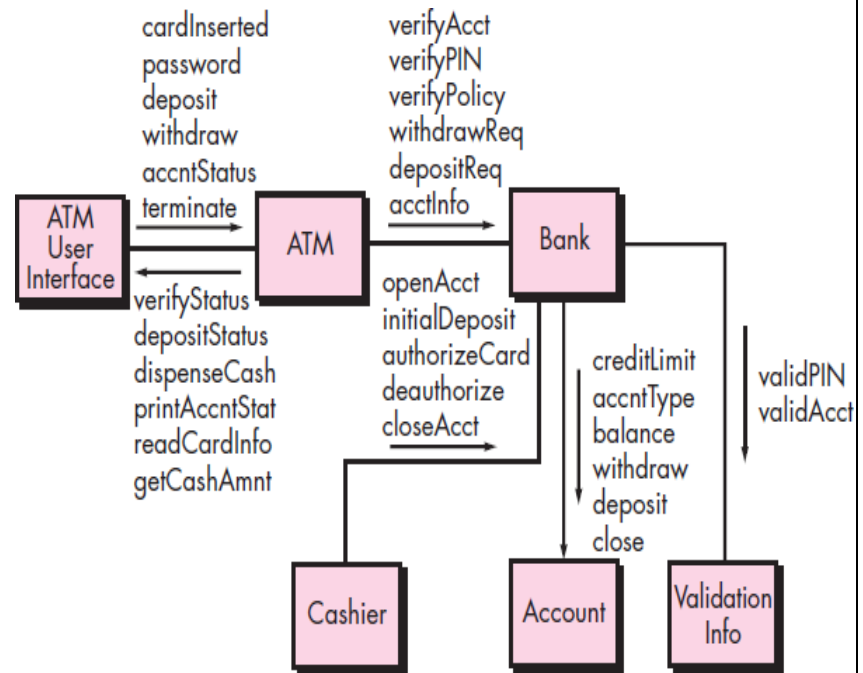 cardInserted
password
deposit
withdraw
accntStatus
terminate
verifyAcct
verifyPIN
verifyPolicy
withdrawReq
depositReq
acctInfo
ATM
User
Interface
ATM
Bank
verifyStatus
depositStatus
dispenseCash
printAccntStat
readCardInfo
getCashAmnt
openAcct
initialDeposit
authorizeCard
deauthorize
closeAcct
creditLimit
accntType
balance
withdraw
deposit
close
validPIN
validAcct
Cashier
Account
Validation
Info